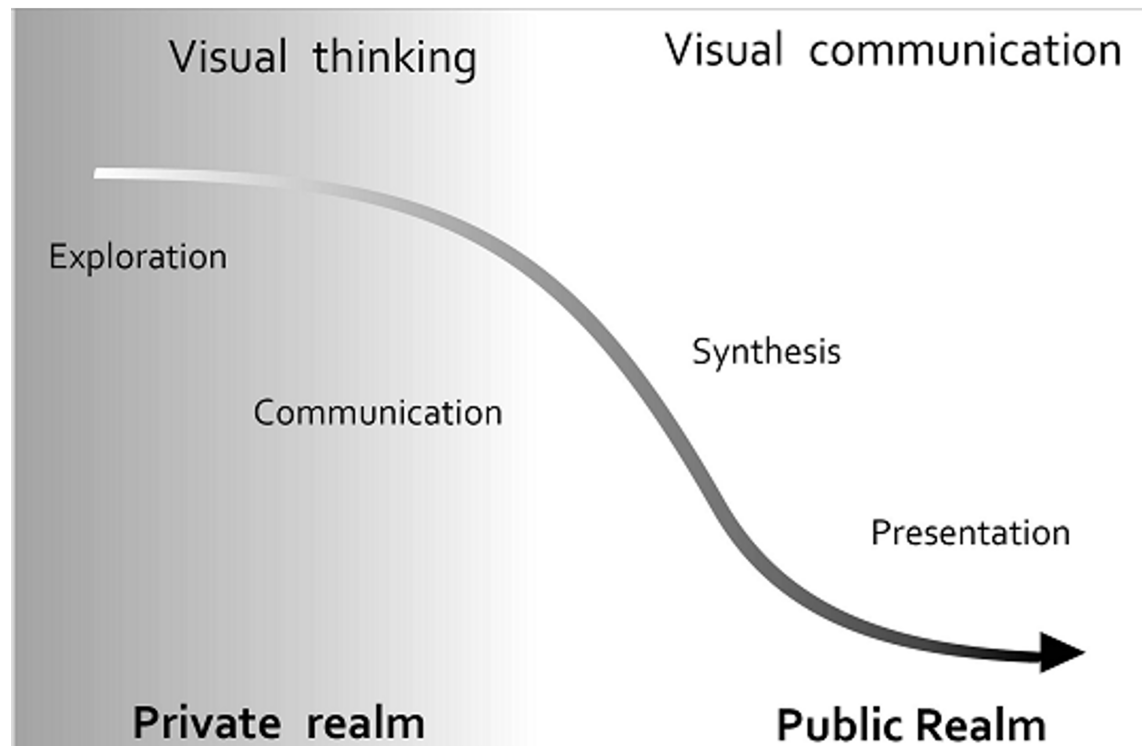 Visual thinking
Visual communication
Exploration
Synthesis
Communication
Presentation
Private realm
Public Realm